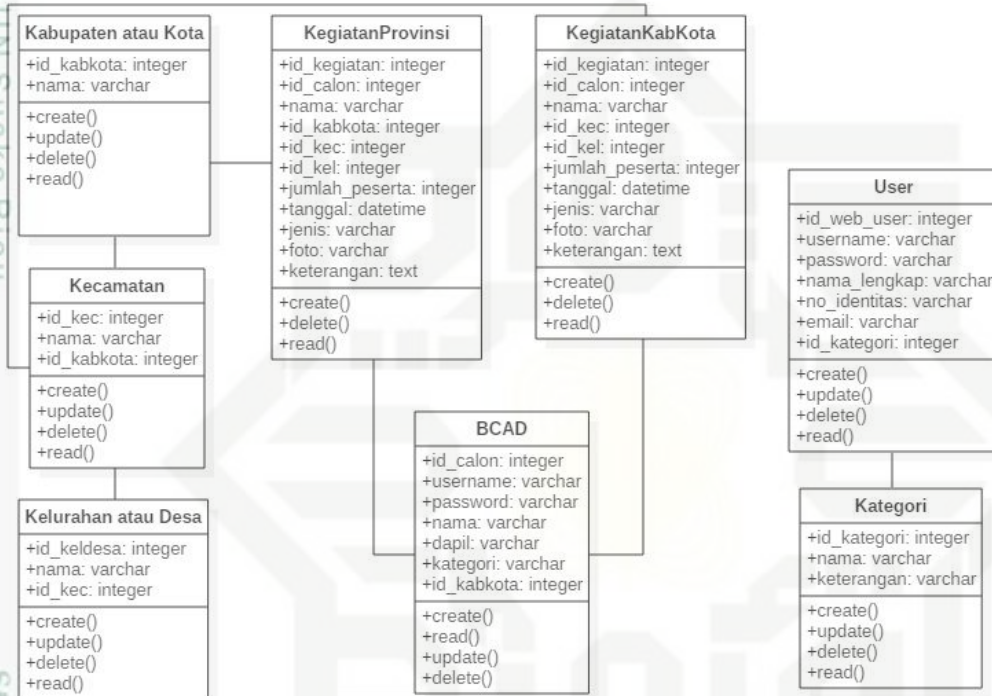 Kabupaten atau Kota
+id_kabkota: integer
+nama: varchar
+create()
+update()
+delete()
+read()
KegiatanProvinsi
+id_kegiatan: integer
+id_calon: integer
+nama: varchar
+id_kabkota: integer
+id_kec: integer
+id_kel: integer
+jumlah_peserta: integer
+tanggal: datetime
+jenis: varchar
+foto: varchar
+keterangan: text
+create()
+delete()
+read()
KegiatanKabKota
+id_kegiatan: integer
+id_calon: integer
+nama: varchar
+id_kec: integer
+id_kel: integer
+jumlah_peserta: integer
+tanggal: datetime
+jenis: varchar
+foto: varchar
+keterangan: text
+create()
+delete()
+read()
User
+id_web_user: integer
+username: varchar
+password: varchar
+nama_lengkap: varchar
+no_identitas: varchar
+email: varchar
+id_kategori: integer
+create()
+update()
+delete()
+read()
Kecamatan
+id_kec: integer
+nama: varchar
+id_kabkota: integer
+create()
+update()
+delete()
+read()
BCAD
+id_calon: integer
+username: varchar
+password: varchar
+nama: varchar
+dapil: varchar
+kategori: varchar
+id_kabkota: integer
+create()
+read()
+update()
+delete()
Kelurahan atau Desa
+id_keldesa: integer
+nama: varchar
+id_kec: integer
+create()
+update()
+delete()
+read()
Kategori
+id_kategori: integer
+nama: varchar
+keterangan: varchar
+create()
+update()
+delete()
+read()